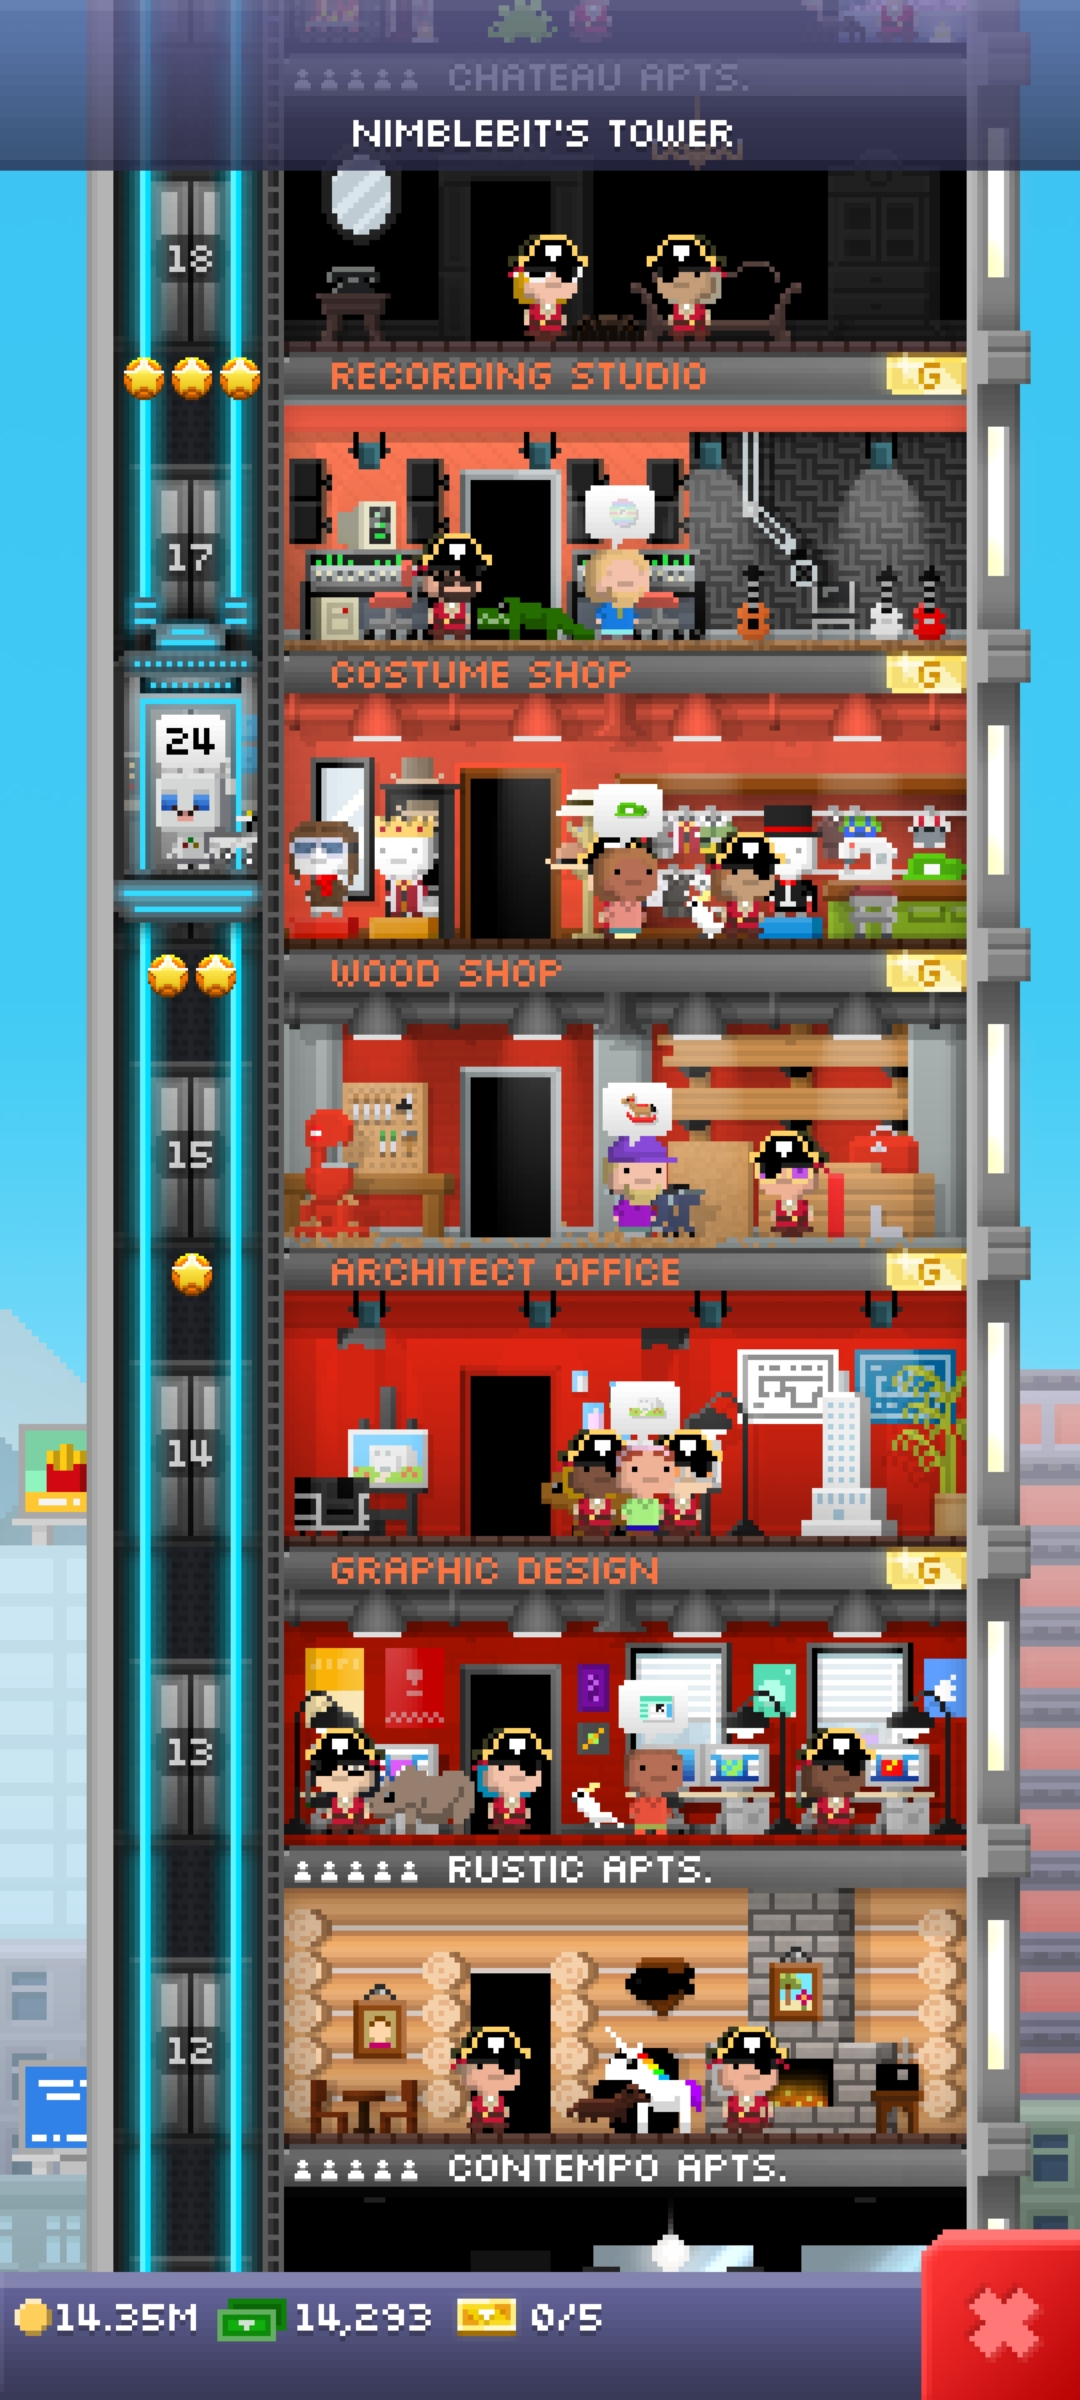 CHATEAU APTS.
NIMBLEBIT'S TOWER
18
RECORDING STUDIO G
17
COSTUME SHOP G
24
WOOD SHOP G
15
ARCHITECT OFFICE G
14
GRAPHIC DESIGN G
13
RUSTIC APTS.
12
CONTEMPO APTS.
14.35M 14,293 0/5